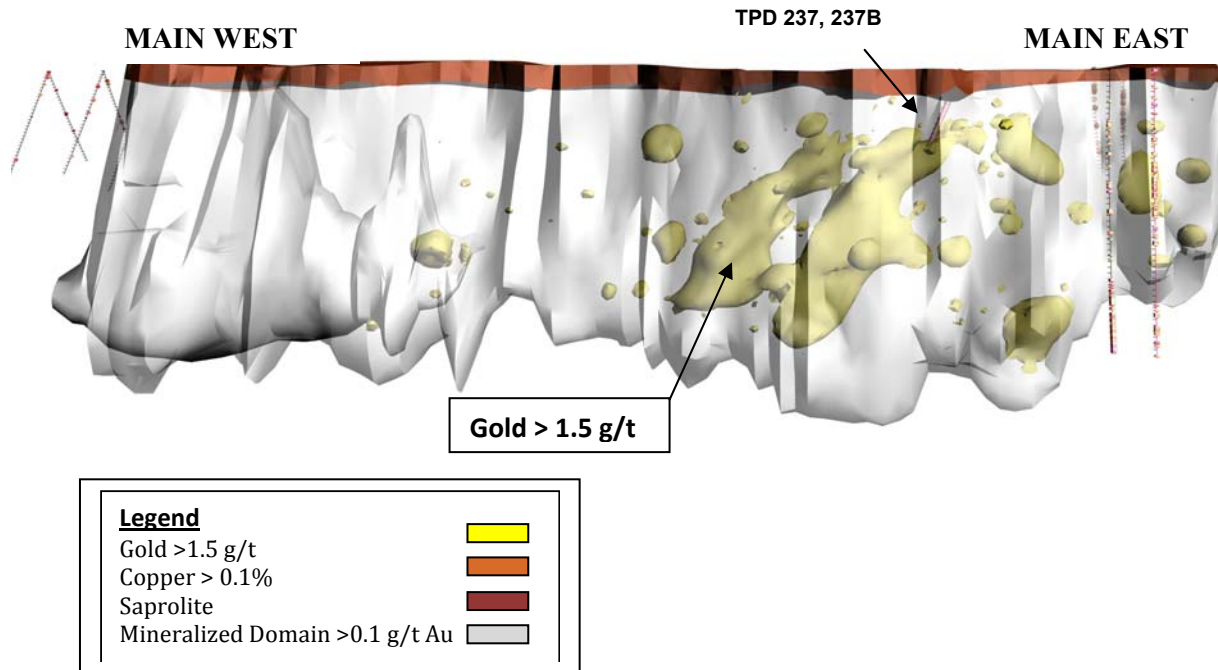 TPD 237, 237B
MAIN WEST
MAIN EAST
Gold > 1.5 g/t
Legend
Gold >1.5 g/t
Copper > 0.1%
Saprolite
Mineralized Domain >0.1 g/t Au